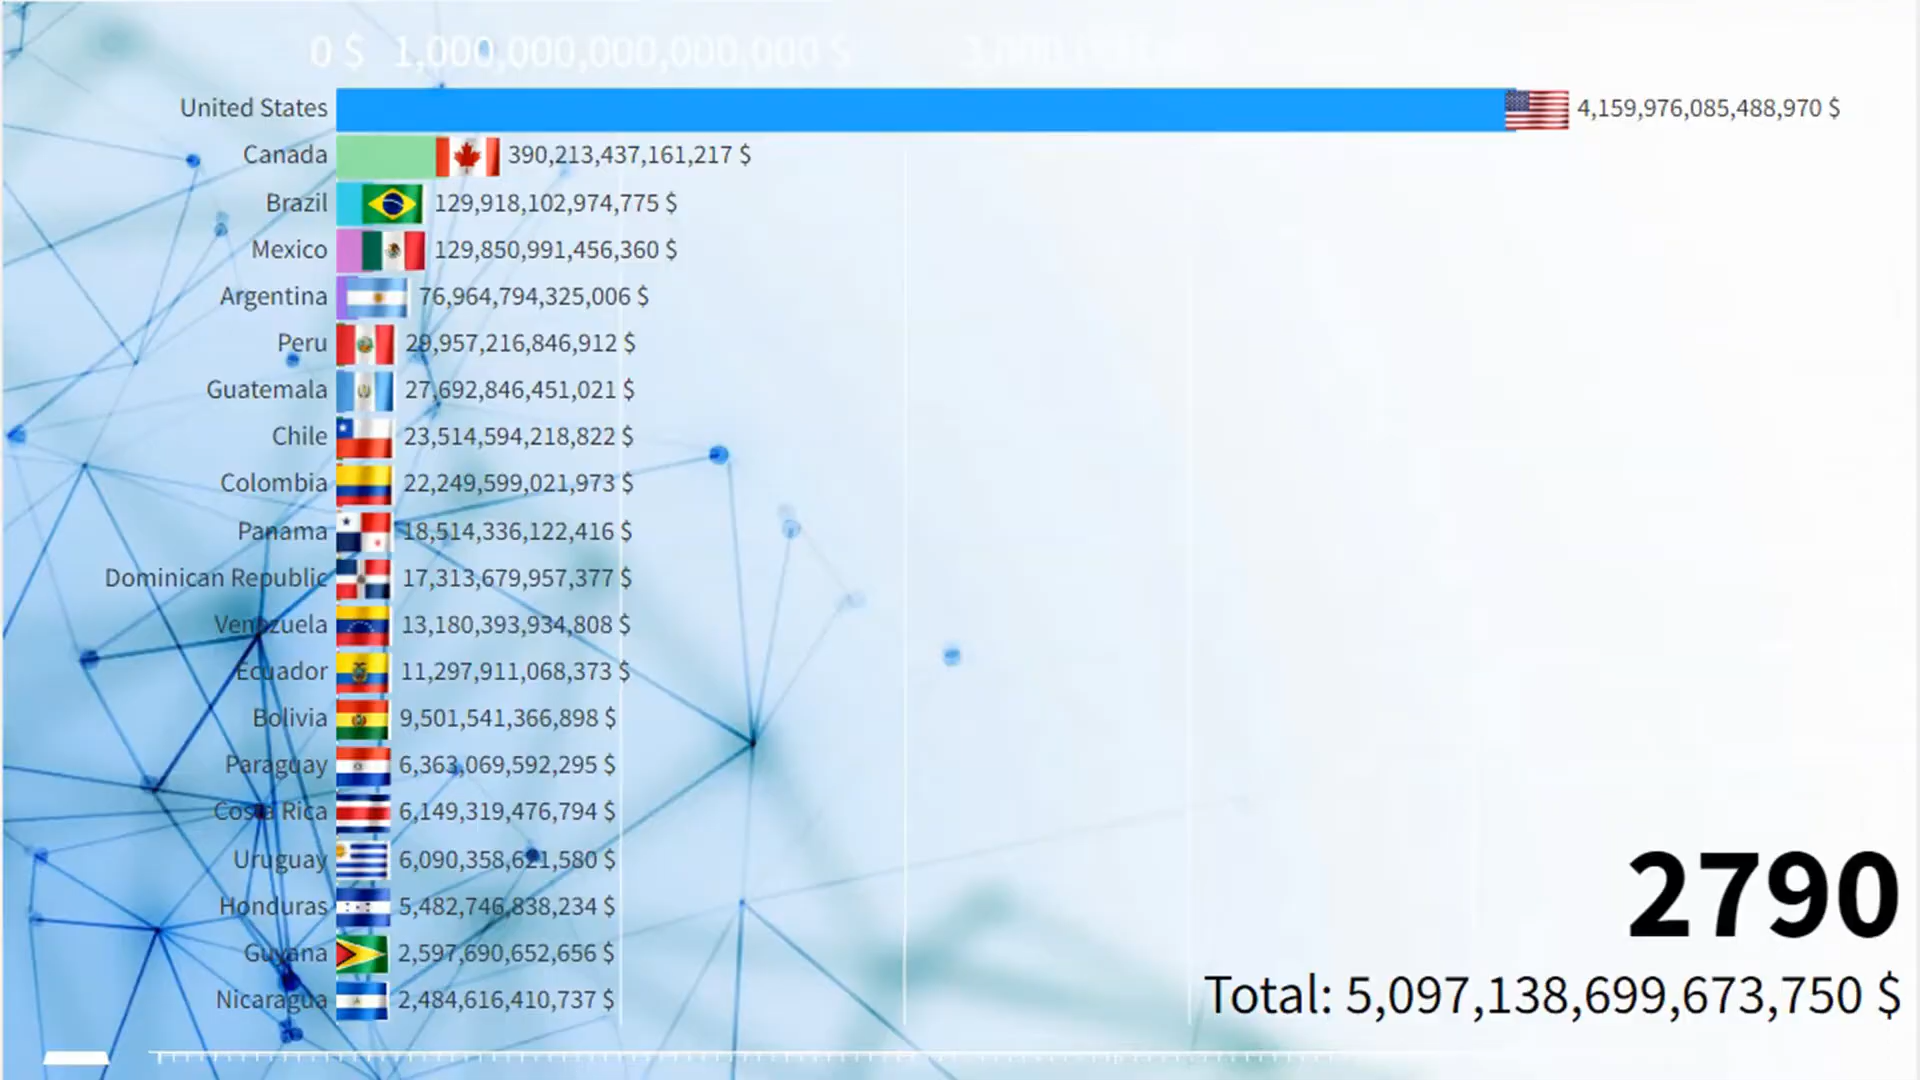 0 $ 1,000,000,000,000,000 $
United States 4,159,976,085,488,970 $
Canada 390,213,437,161,217 $
Brazil 129,918,102,974,775 $
Mexico 129,850,991,456,360 $
Argentina 76,964,794,325,006 $
Peru 29,957,216,846,912 $
Guatemala 27,692,846,451,021 $
Chile 23,514,594,218,822 $
Colombia 22,249,599,021,973 $
Panama 18,514,336,122,416 $
Dominican Republic 17,313,679,957,377 $
Venezuela 13,180,393,934,808 $
Ecuador 11,297,911,068,373 $
Bolivia 9,501,541,366,898 $
Paraguay 6,363,069,592,295 $
Costa Rica 6,149,319,476,794 $
Uruguay 6,090,358,621,580 $
Honduras 5,482,746,838,234 $
Guyana 2,597,690,652,656 $
Nicaragua 2,484,616,410,737 $
2790
Total: 5,097,138,699,673,750 $